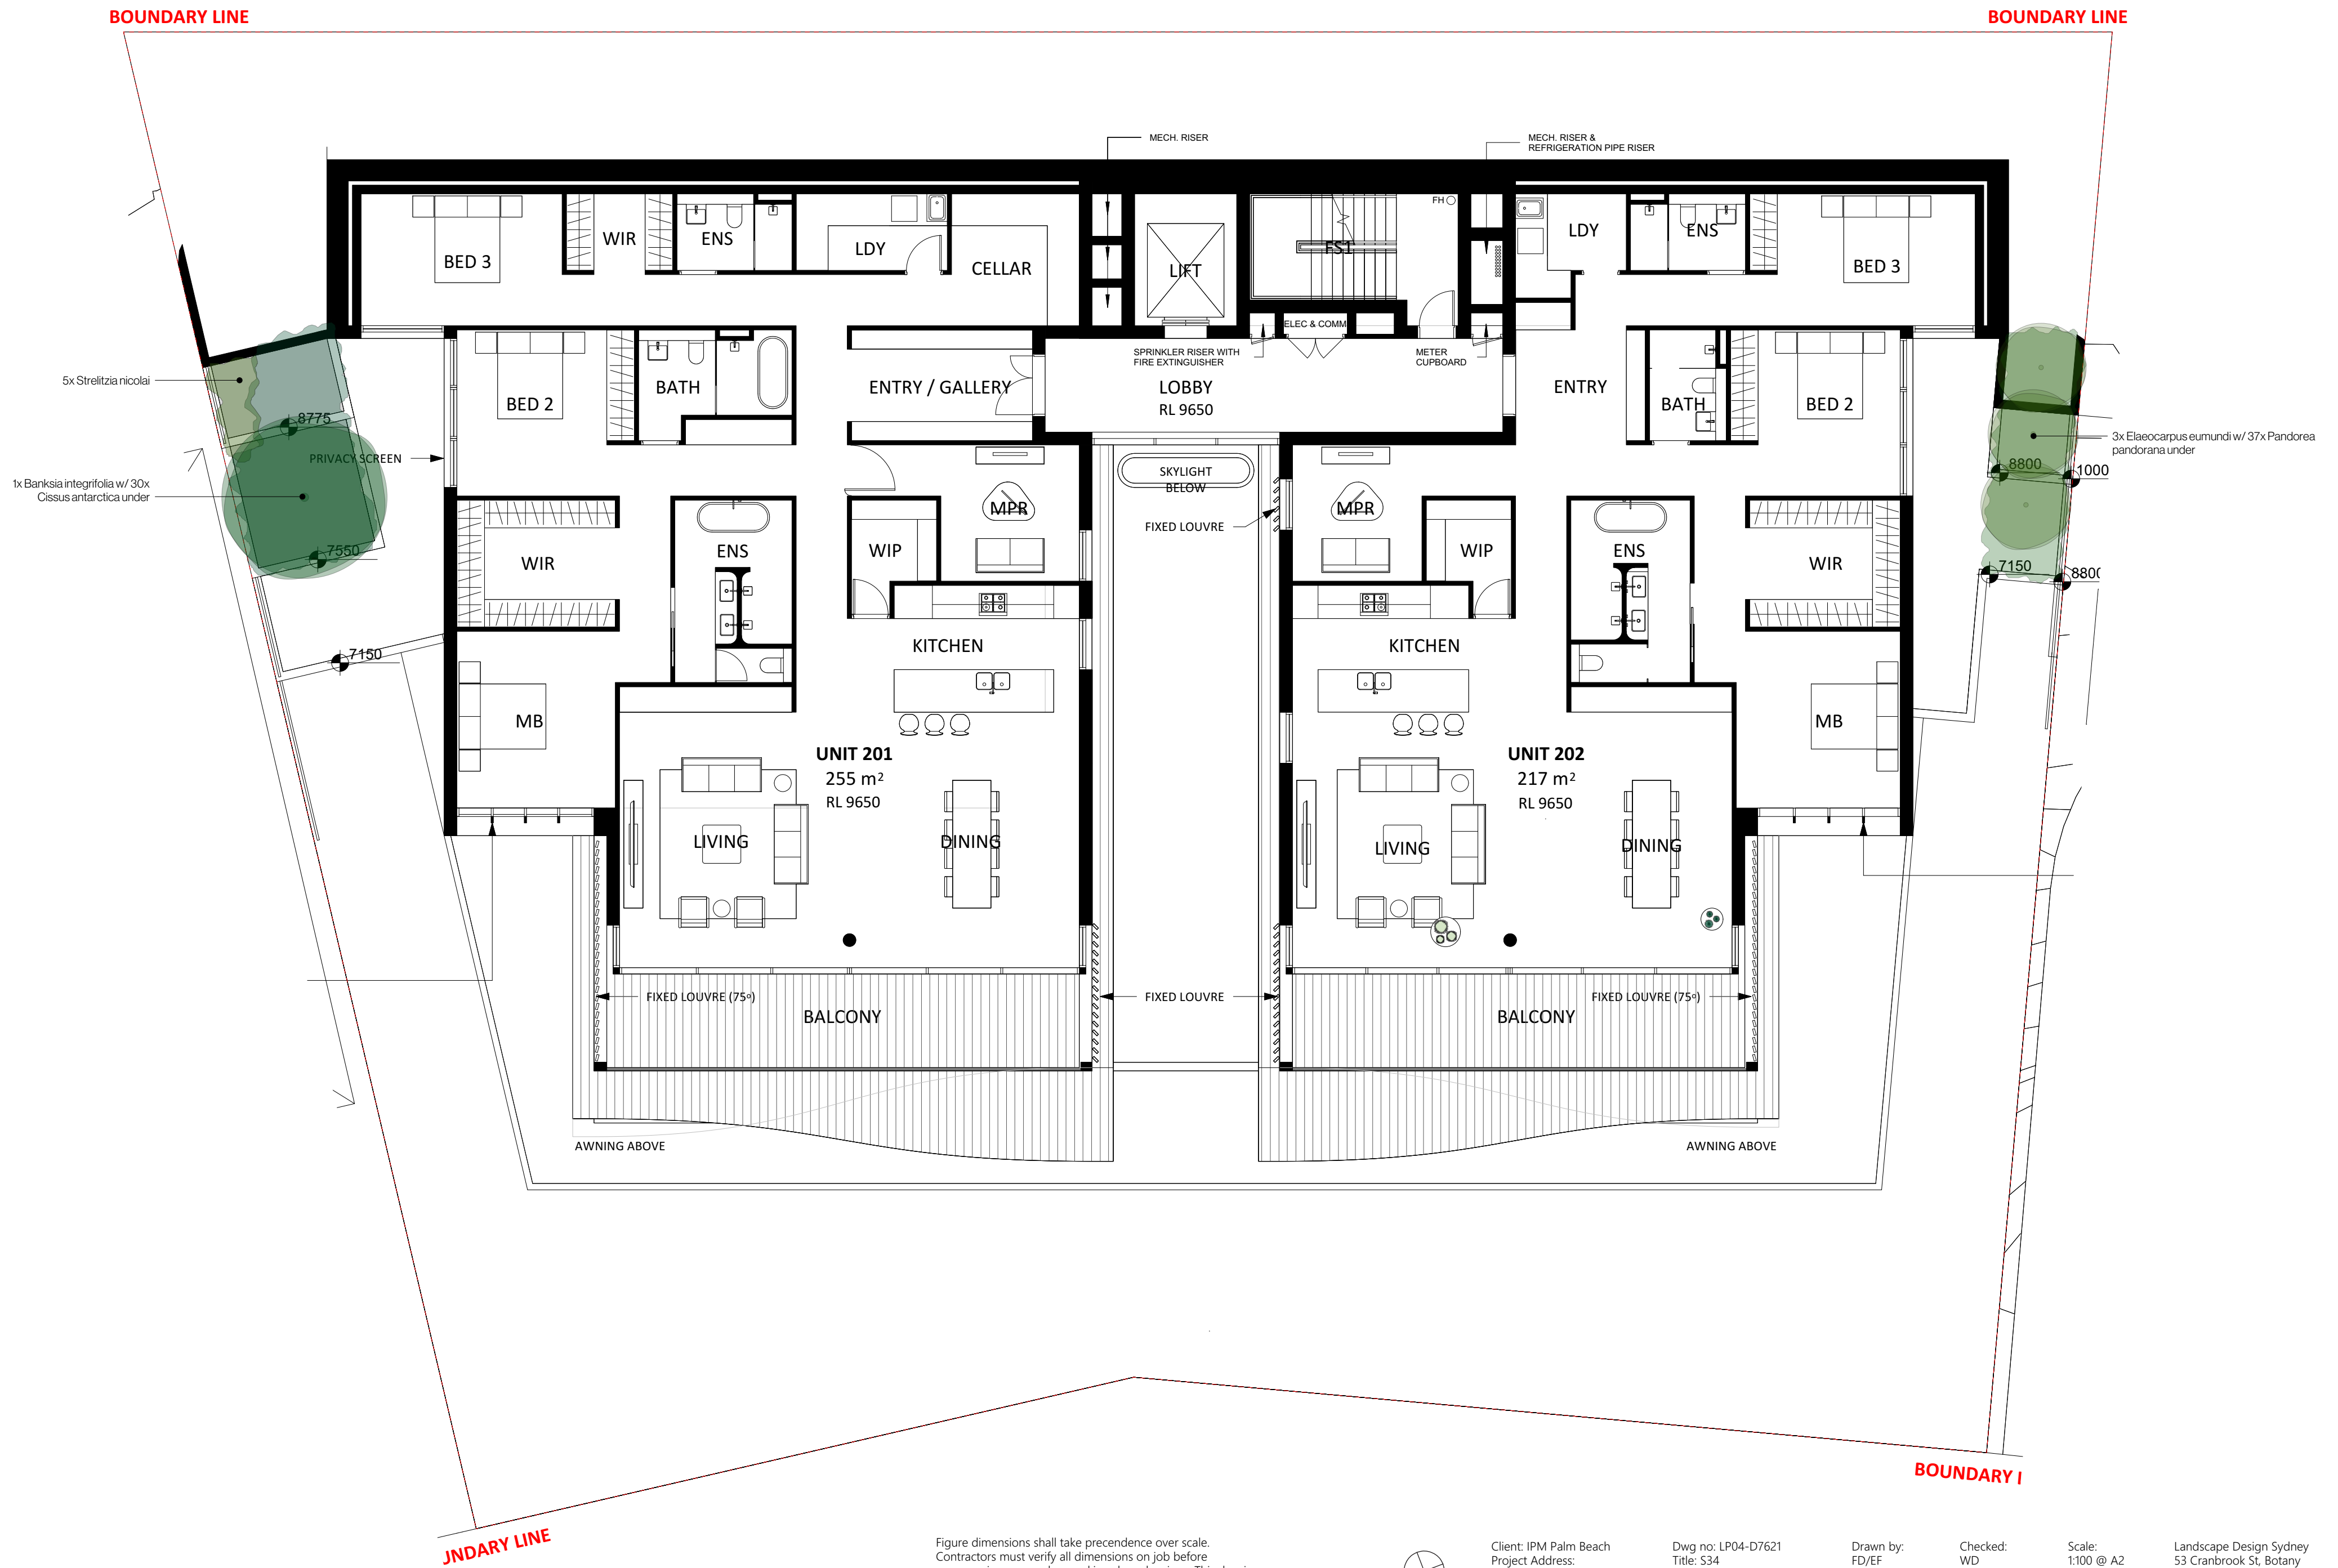 BOUNDARY LINE
BOUNDARY LINE
MECH. RISER
MECH. RISER &
REFRIGERATION PIPE RISER
BED 3
WIR
ENS
LDY
CELLAR
LIFT
FS1
FH
LDY
ENS
BED 3
ELEC & COMM
SPRINKLER RISER WITH
FIRE EXTINGUISHER
METER
CUPBOARD
5x Strelitzia nicolai
8775
BED 2
BATH
ENTRY / GALLERY
LOBBY
RL 9650
ENTRY
BATH
BED 2
3x Elaeocarpus eumundi w/ 37x Pandorea
pandorana under
PRIVACY SCREEN
1x Banksia integrifolia w/ 30x
Cissus antarctica under
SKYLIGHT
BELOW
8800
1000
MPR
FIXED LOUVRE
MPR
7550
WIR
ENS
WIP
WIP
ENS
WIR
7150
8800
7150
KITCHEN
KITCHEN
MB
MB
UNIT 201
255 m²
RL 9650
UNIT 202
217 m²
RL 9650
LIVING
DINING
LIVING
DINING
FIXED LOUVRE (75º)
FIXED LOUVRE
FIXED LOUVRE (75º)
BALCONY
BALCONY
AWNING ABOVE
AWNING ABOVE
BOUNDARY
NDARY LINE
Figure dimensions shall take precendence over scale.
Contractors must verify all dimensions on job before
Client: IPM Palm Beach
Project Address:
Dwg no: LP04-D7621
Title: S34
Drawn by:
FD/EF
Checked:
WD
Scale:
1:100 @ A2
Landscape Design Sydney
53 Cranbrook St, Botany